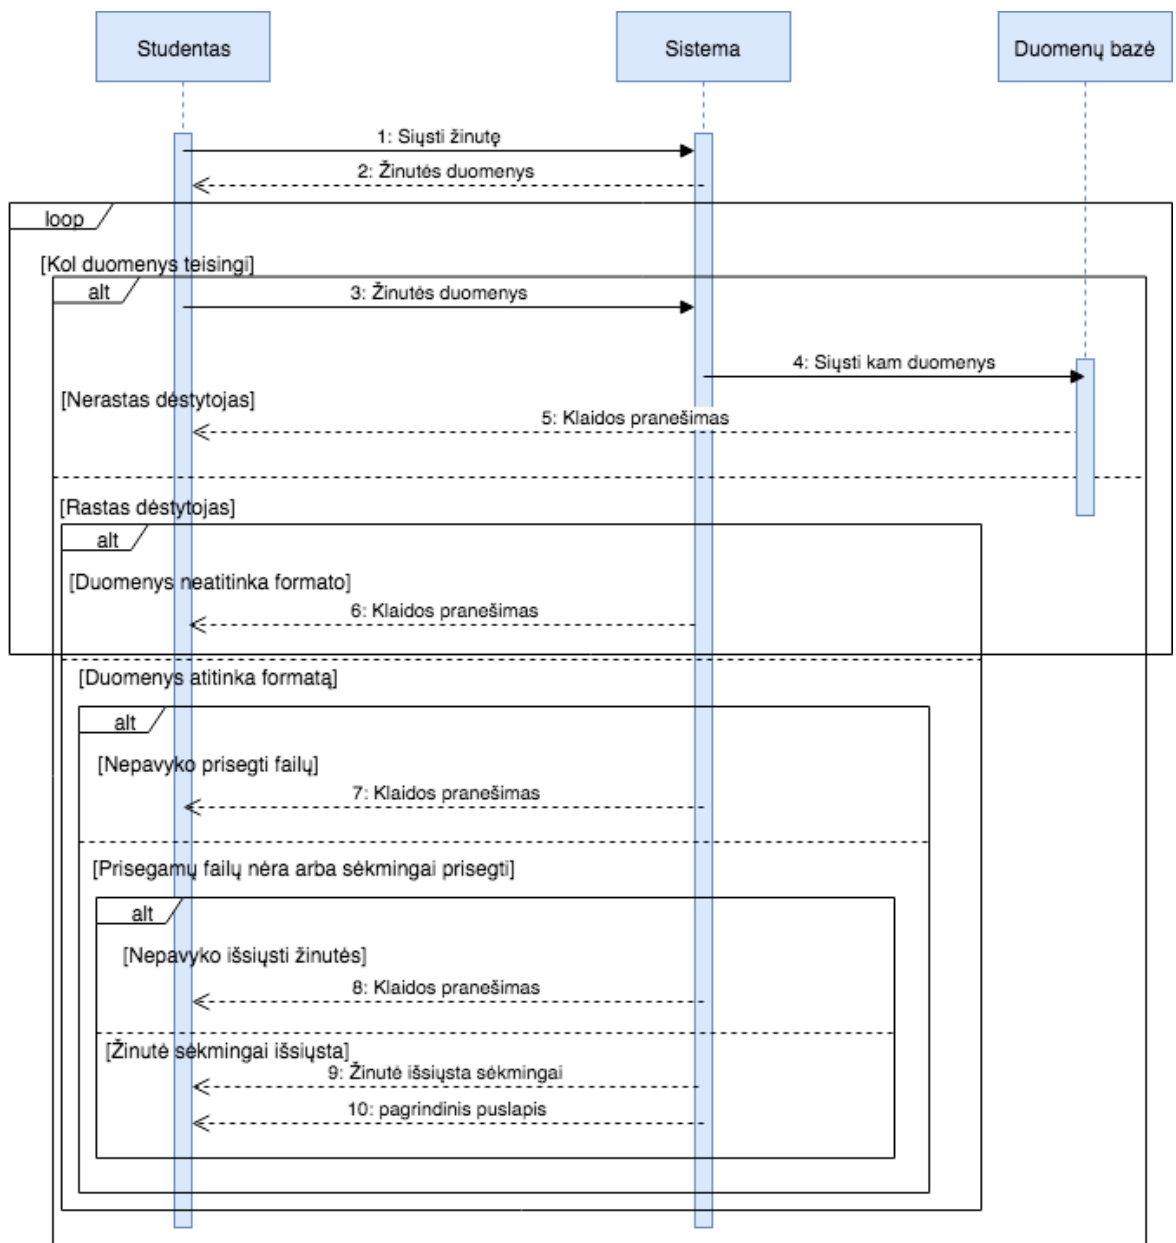 Studentas
Sistema
Duomenų bazė
1: Siųsti žinutę
2: Žinutės duomenys
loop
[Kol duomenys teisingi]
alt
3: Žinutės duomenys
4: Siųsti kam duomenys
[Nerastas dėstytojas]
5: Klaidos pranešimas
[Rastas dėstytojas]
alt
[Duomenys neatitinka formato]
6: Klaidos pranešimas
[Duomenys atitinka formatą]
alt
[Nepavyko prisegti failų]
7: Klaidos pranešimas
[Prisegamų failų nėra arba sėkmingai prisegti]
alt
[Nepavyko išsiųsti žinutės]
8: Klaidos pranešimas
[Žinutė sėkmingai išsiųsta]
9: Žinutė išsiųsta sėkmingai
10: pagrindinis puslapis